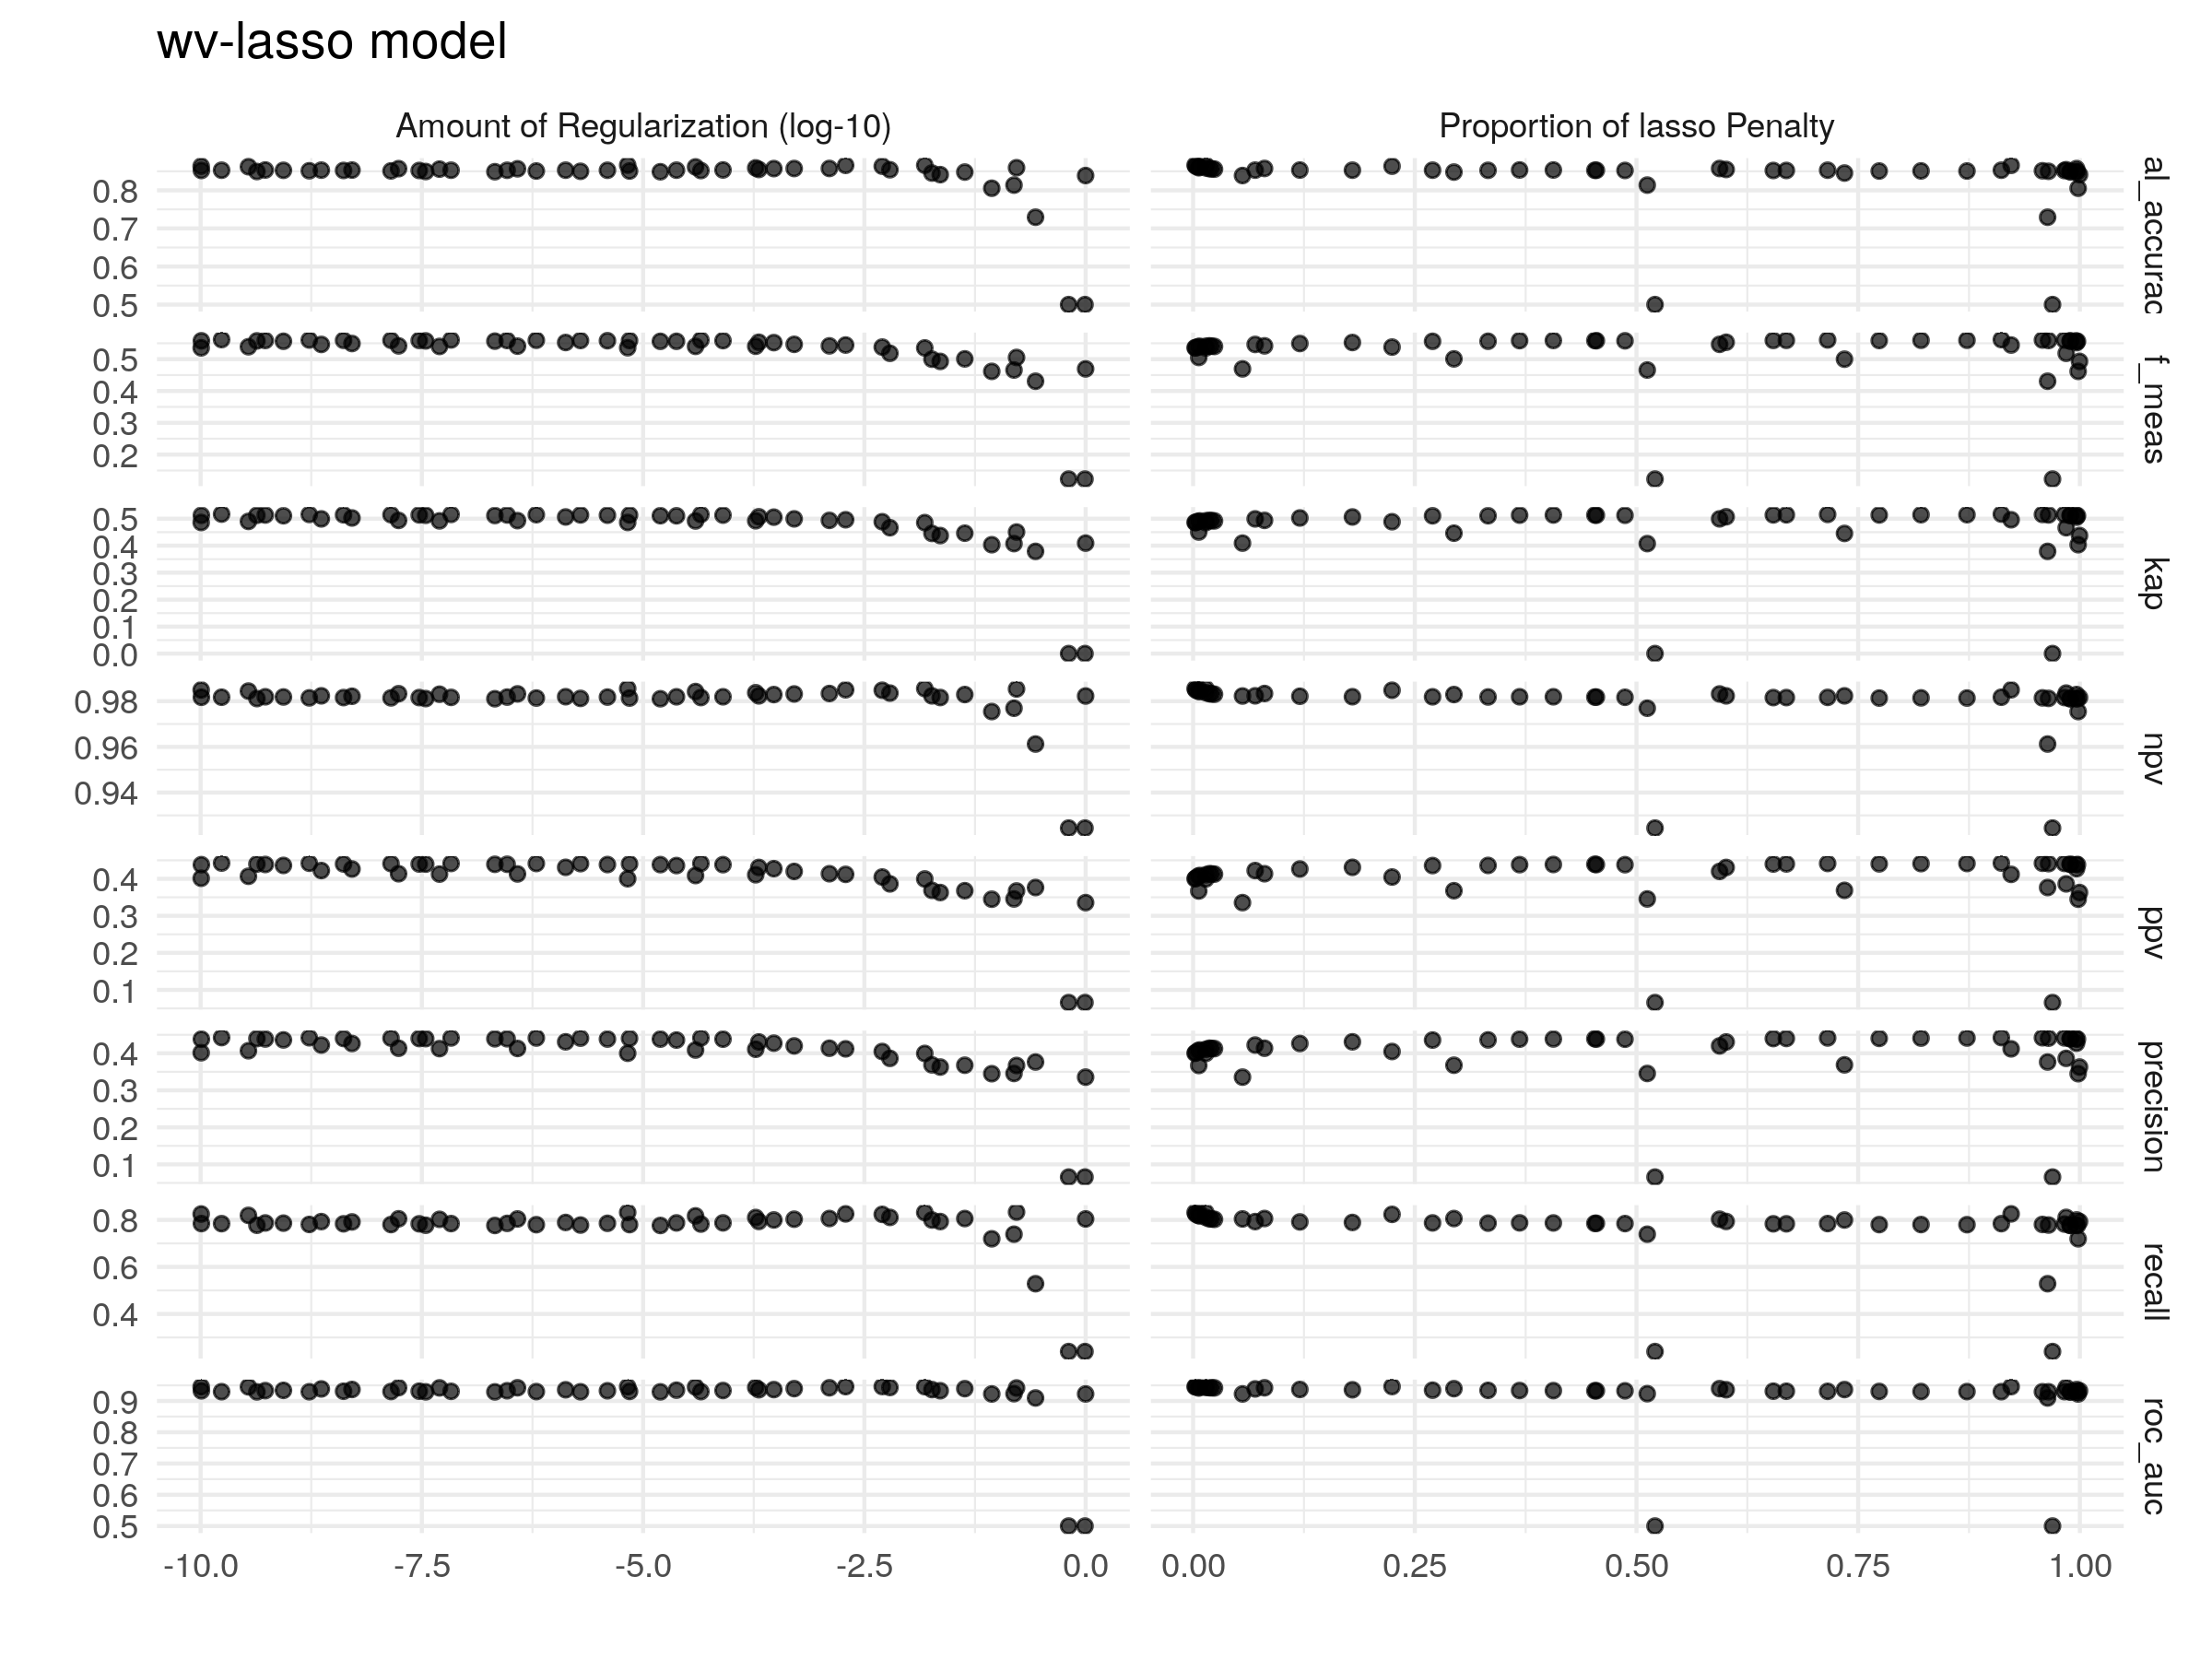 wv-lasso model
Amount of Regularization (log-10)
Proportion of lasso Penalty
0.8
0.7
0.6
0.5
al_accurac
0.5
0.4
0.3
0.2
f_meas
0.5
0.4
0.3
0.2
0.1
0.0
kap
0.98
0.96
0.94
npv
0.4
0.3
0.2
0.1
ppv
0.4
0.3
0.2
0.1
precision
0.8
0.6
0.4
recall
0.9
0.8
0.7
0.6
0.5
roc_auc
-10.0 -7.5 -5.0 -2.5 0.0
0.00 0.25 0.50 0.75 1.00